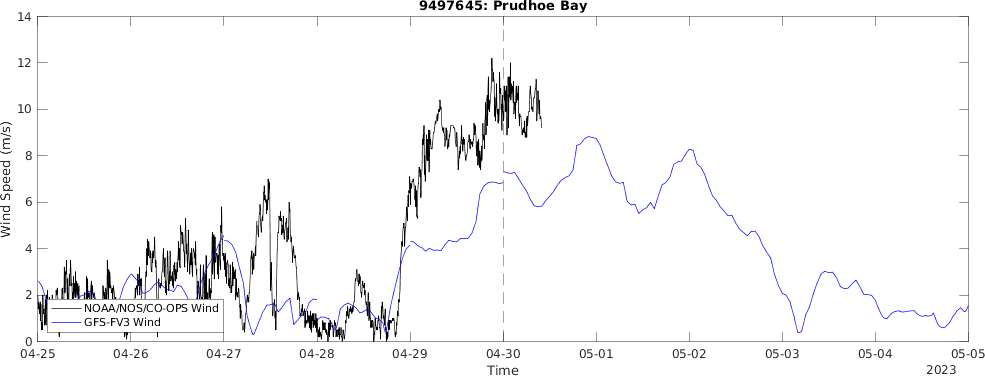 9497645: Prudhoe Bay
14
12
10
8
6
4
2
0
Wind Speed (m/s)
NOAA/NOS/CO-OPS Wind
GFS-FV3 Wind
04-25 04-26 04-27 04-28 04-29 04-30 05-01 05-02 05-03 05-04 05-05
Time
2023